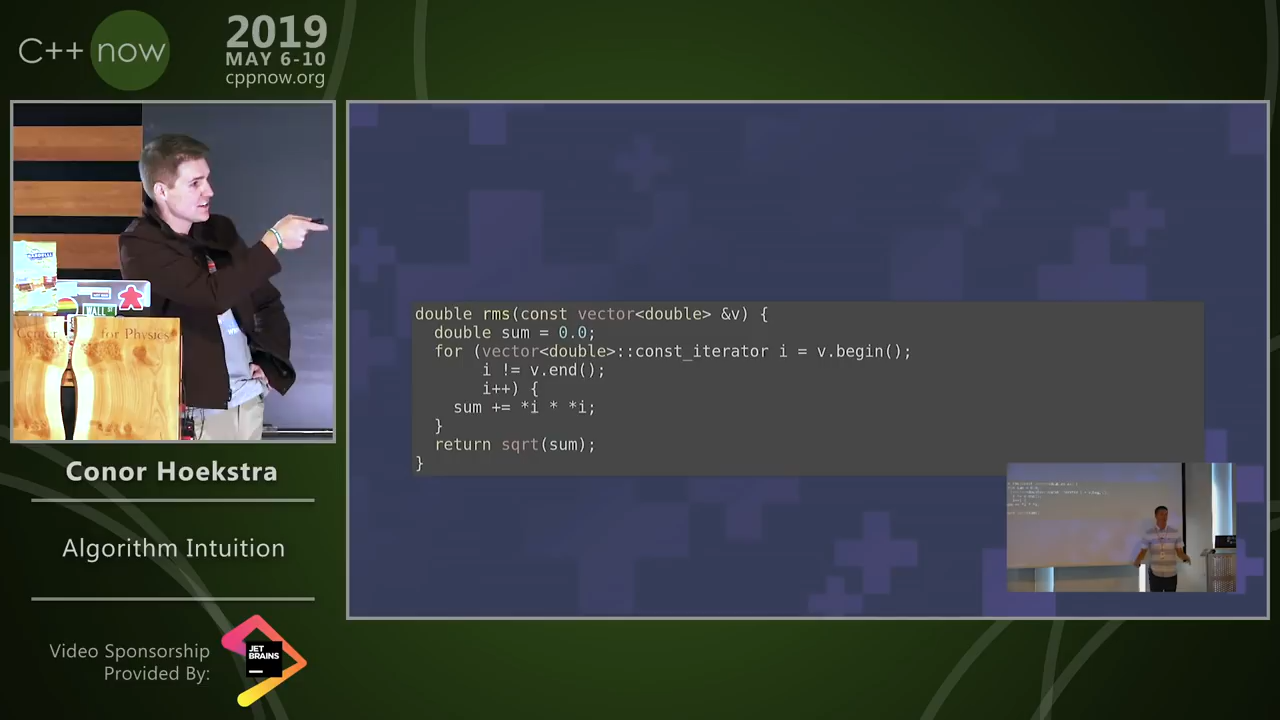 C++ now
2019
MAY 6-10
cppnow.org
Center for Physics
double rms(const vector<double> &v) {
  double sum = 0.0;
  for (vector<double>::const_iterator i = v.begin();
       i != v.end();
       i++) {
    sum += *i * *i;
  }
  return sqrt(sum);
}
Conor Hoekstra
Algorithm Intuition
Video Sponsorship
Provided By:
JET
BRAINS